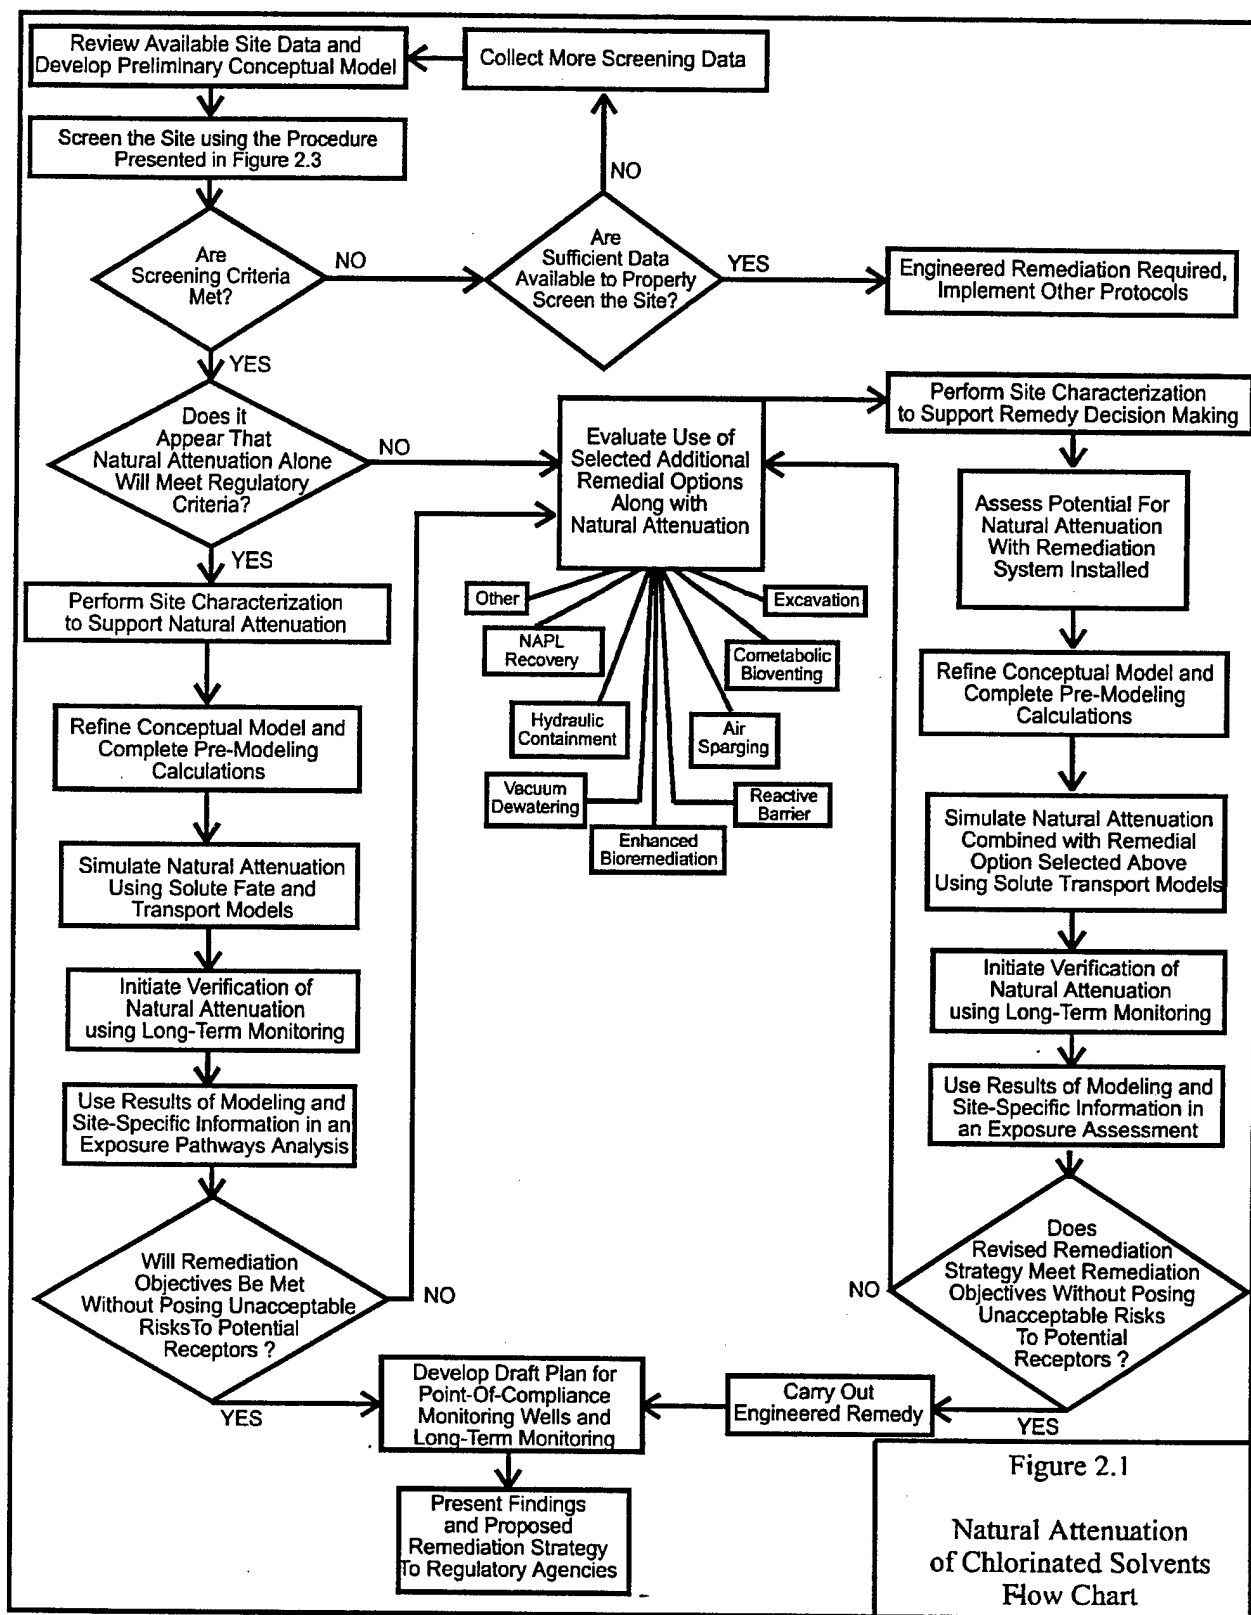 Review Available Site Data and
Develop Preliminary Conceptual Model
Collect More Screening Data
Screen the Site using the Procedure
Presented in Figure 2.3
NO
Are
Screening Criteria
Met?
NO
Are
Sufficient Data
Available to Properly
Screen the Site?
YES
Engineered Remediation Required,
Implement Other Protocols
YES
Does it
Appear That
Natural Attenuation Alone
Will Meet Regulatory
Criteria?
NO
Evaluate Use of
Selected Additional
Remedial Options
Along with
Natural Attenuation
Perform Site Characterization
to Support Remedy Decision Making
YES
Assess Potential For
Natural Attenuation
With Remediation
System Installed
Perform Site Characterization
to Support Natural Attenuation
Other
Excavation
NAPL
Recovery
Cometabolic
Bioventing
Hydraulic
Containment
Air
Sparging
Vacuum
Dewatering
Reactive
Barrier
Enhanced
Bioremediation
Refine Conceptual Model and
Complete Pre-Modeling
Calculations
Refine Conceptual Model and
Complete Pre-Modeling
Calculations
Simulate Natural Attenuation
Using Solute Fate and
Transport Models
Simulate Natural Attenuation
Combined with Remedial
Option Selected Above
Using Solute Transport Models
Initiate Verification of
Natural Attenuation
using Long-Term Monitoring
Initiate Verification of
Natural Attenuation
using Long-Term Monitoring
Use Results of Modeling and
Site-Specific Information in an
Exposure Pathways Analysis
Use Results of Modeling and
Site-Specific Information in
an Exposure Assessment
Will Remediation
Objectives Be Met
Without Posing Unacceptable
RisksTo Potential
Receptors ?
NO
NO
Does
Revised Remediation
Strategy Meet Remediation
Objectives Without Posing
Unacceptable Risks
To Potential
Receptors ?
YES
Develop Draft Plan for
Point-Of-Compliance
Monitoring Wells and
Long-Term Monitoring
Carry Out
Engineered Remedy
YES
Present Findings
and Proposed
Remediation Strategy
To Regulatory Agencies
Figure 2.1
Natural Attenuation
of Chlorinated Solvents
Flow Chart